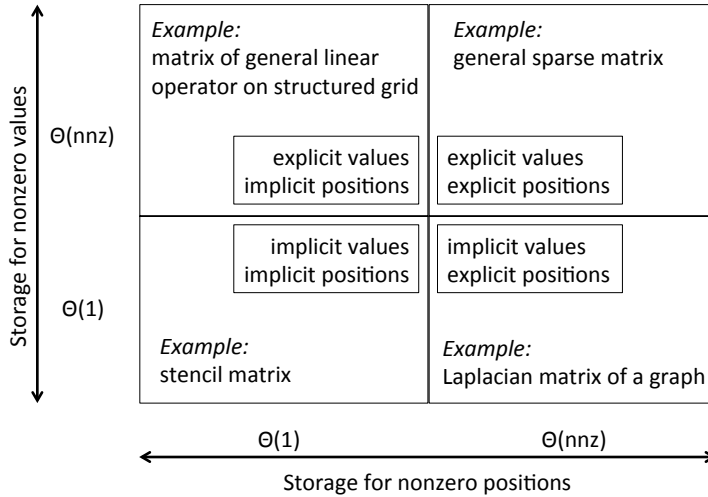 Example:
matrix of general linear
operator on structured grid
Example:
general sparse matrix
Storage for nonzero values
Θ(nnz)
explicit values
implicit positions
explicit values
explicit positions
implicit values
implicit positions
implicit values
explicit positions
Θ(1)
Example:
stencil matrix
Example:
Laplacian matrix of a graph
Θ(1)
Θ(nnz)
Storage for nonzero positions